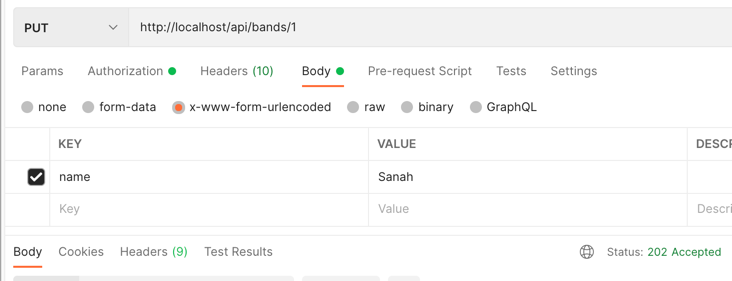 PUT http://localhost/api/bands/1
Params Authorization Headers (10) Body Pre-request Script Tests Settings
none form-data x-www-form-urlencoded raw binary GraphQL
KEY VALUE DESCR
name Sanah
Key Value Descri
Body Cookies Headers (9) Test Results Status: 202 Accepted